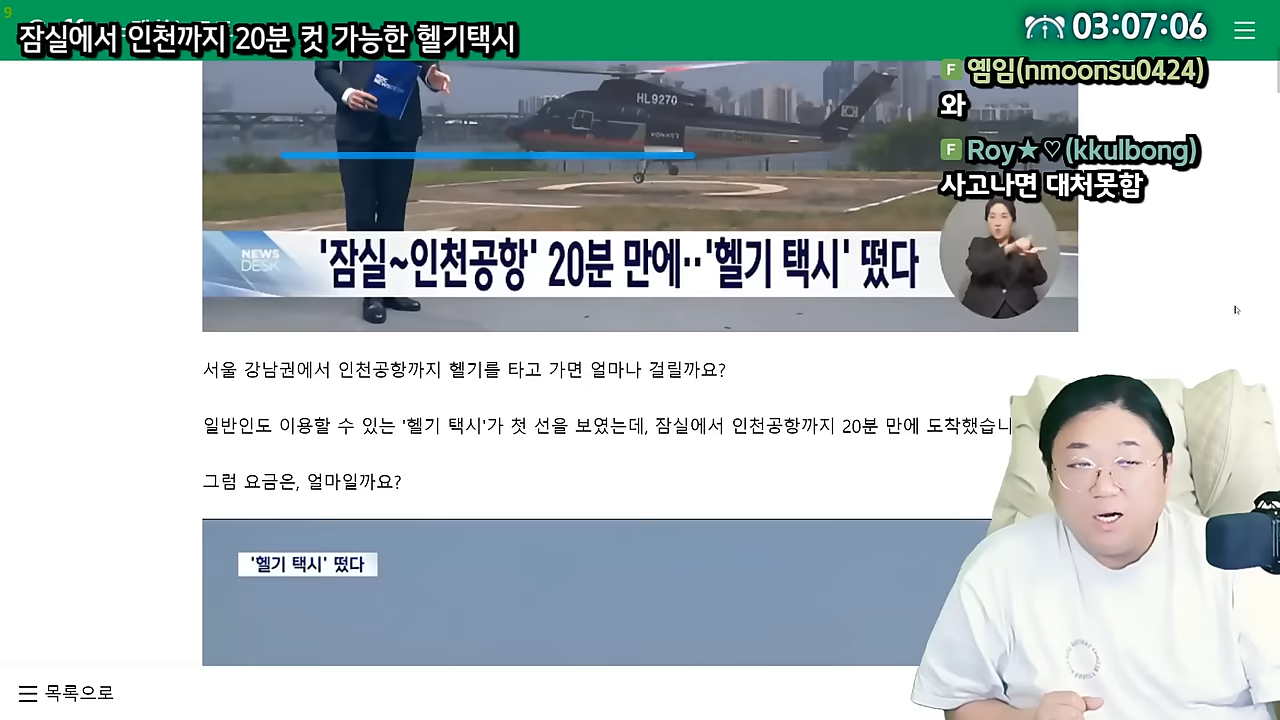 9
잠실에서 인천까지 20분 컷 가능한 헬기택시
03:07:06
F 옘임(nmoonsu0424)
와
F Roy★♡(kkulbong)
사고나면 대처못함
HL9270
NEWS
DESK
'잠실~인천공항' 20분 만에··'헬기 택시' 떴다
서울 강남권에서 인천공항까지 헬기를 타고 가면 얼마나 걸릴까요?
일반인도 이용할 수 있는 '헬기 택시'가 첫 선을 보였는데, 잠실에서 인천공항까지 20분 만에 도착했습니
그럼 요금은, 얼마일까요?
'헬기 택시' 떴다
목록으로